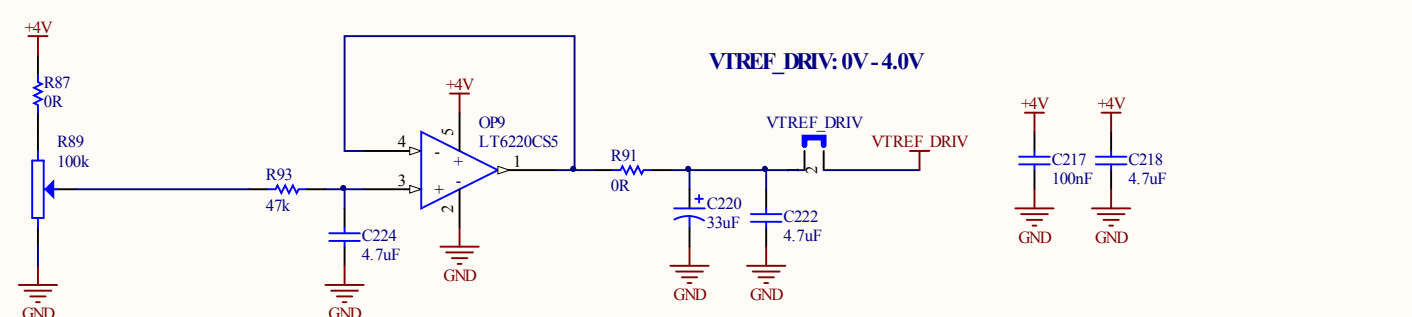 +4V
R87
0R
R89
100k
R93
47k
C224
4.7uF
GND
GND
+4V
OP9
LT6220CS5
4
3
5
2
1
-
+
+
-
GND
R91
0R
VTREF_DRIV: 0V - 4.0V
+
C220
33uF
GND
C222
4.7uF
GND
VTREF_DRIV
2
VTREF_DRIV
+4V
C217
100nF
GND
+4V
C218
4.7uF
GND